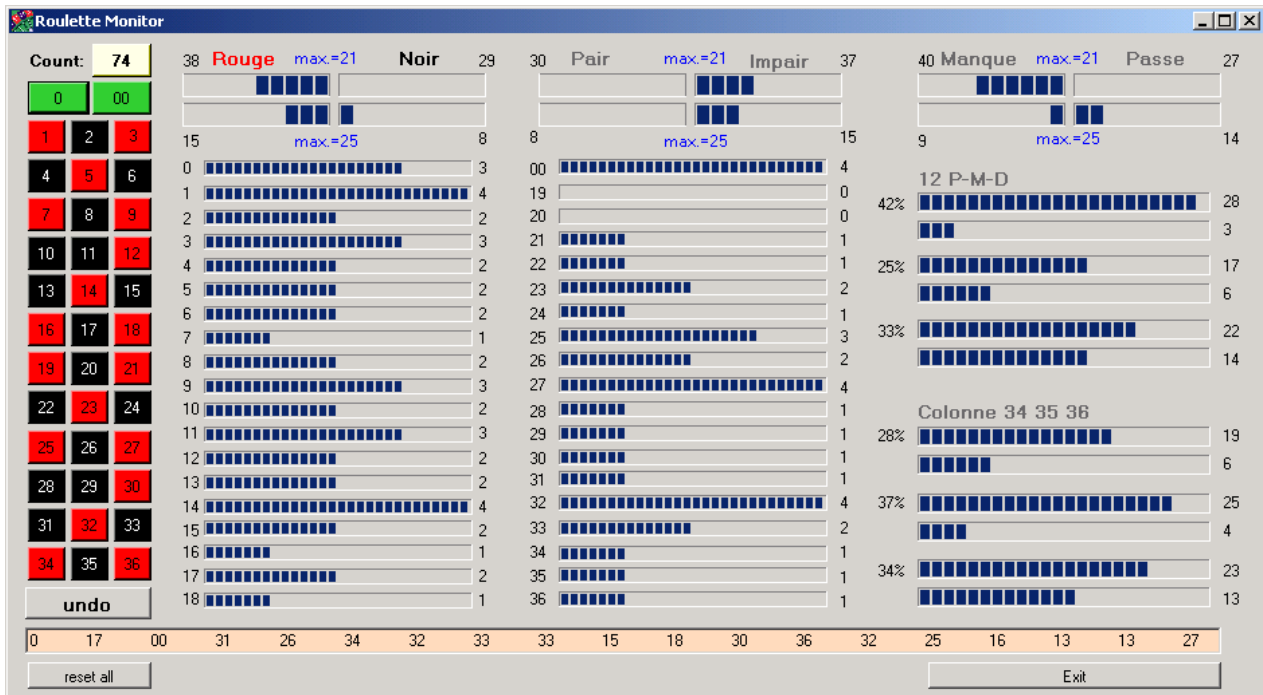 Roulette Monitor
Count: 74
38 Rouge max.=21 Noir 29
30 Pair max.=21 Impair 37
40 Manque max.=21 Passe 27
15 max.=25 8
8 max.=25 15
9 max.=25 14
0 00
1 2 3
4 5 6
7 8 9
10 11 12
13 14 15
16 17 18
19 20 21
22 23 24
25 26 27
28 29 30
31 32 33
34 35 36
undo
0 3
1 4
2 2
3 3
4 2
5 2
6 2
7 1
8 2
9 3
10 2
11 3
12 2
13 2
14 4
15 2
16 1
17 2
18 1
00 4
19 0
20 0
21 1
22 1
23 2
24 1
25 3
26 2
27 4
28 1
29 1
30 1
31 1
32 4
33 2
34 1
35 1
36 1
12 P-M-D
42% 28
3
25% 17
6
33% 22
14
Colonne 34 35 36
28% 19
6
37% 25
4
34% 23
13
0 17 00 31 26 34 32 33 33 15 18 30 36 32 25 16 13 13 27
reset all
Exit